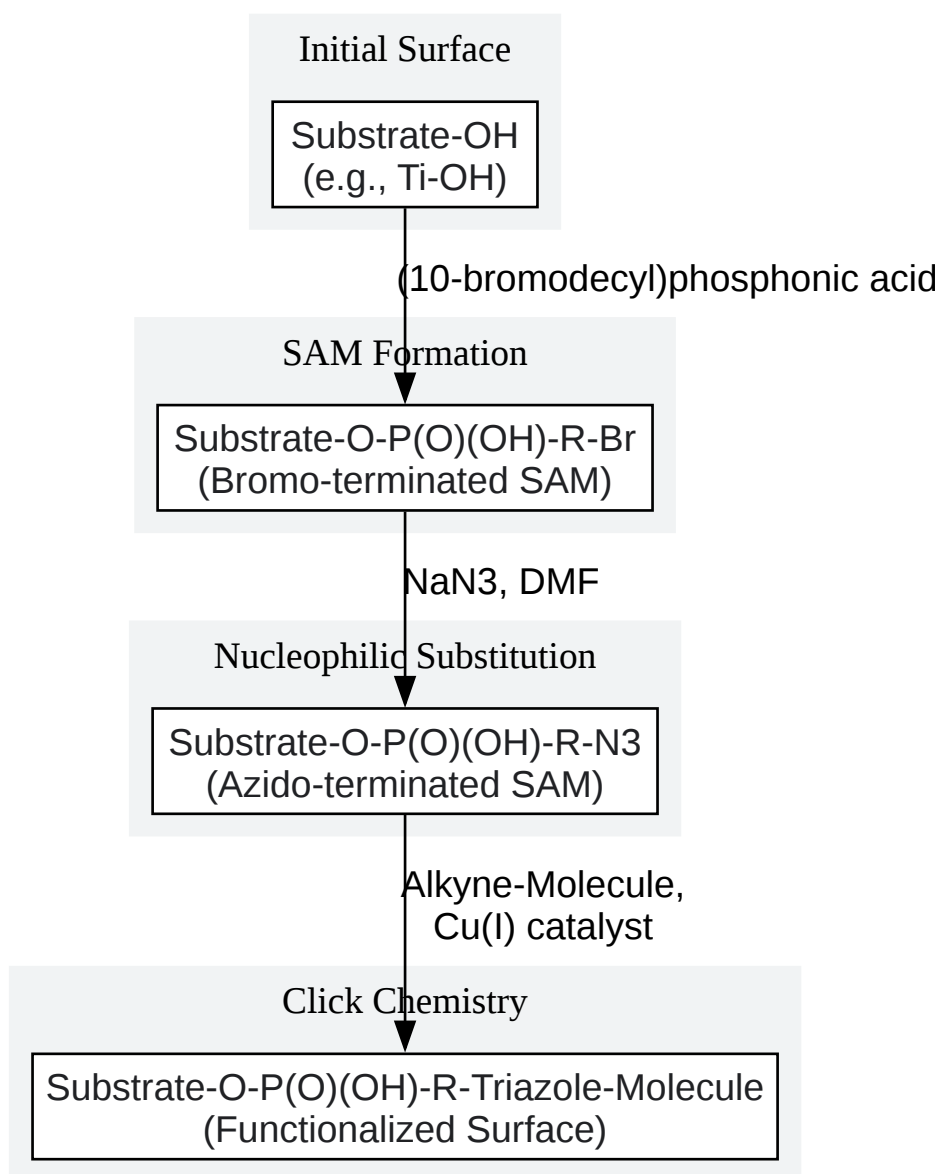 Initial Surface
Substrate-OH
(e.g., Ti-OH)
(10-bromodecyl)phosphonic acid
SAM Formation
Substrate-O-P(O)(OH)-R-Br
(Bromo-terminated SAM)
NaN3, DMF
Nucleophilic Substitution
Substrate-O-P(O)(OH)-R-N3
(Azido-terminated SAM)
Alkyne-Molecule,
Cu(I) catalyst
Click Chemistry
Substrate-O-P(O)(OH)-R-Triazole-Molecule
(Functionalized Surface)